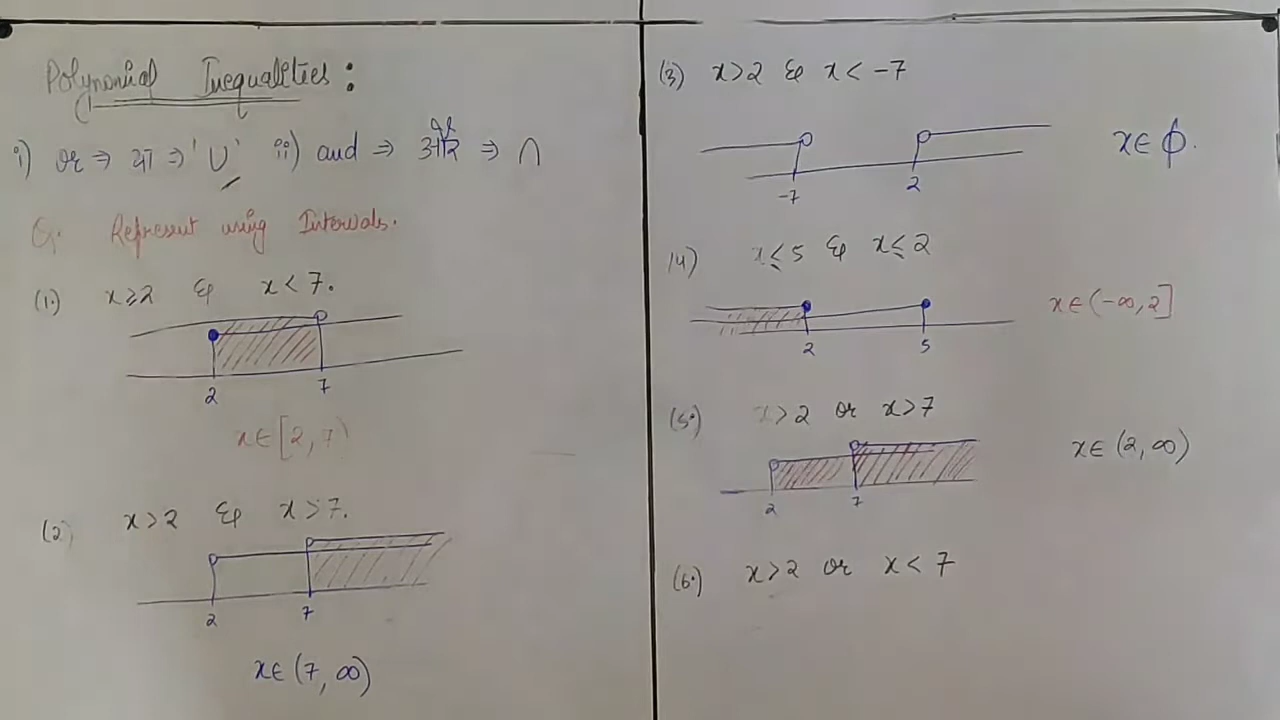 Polynomial Inequalities :
i) or ⇒ या ⇒ 'U' ii) and ⇒ और ⇒ ∩
Q. Represent using Intervals.
(1.) x ≥ 2 & x < 7.
2 7
x ∈ [2, 7)
(2) x > 2 & x > 7.
2 7
x ∈ (7, ∞)
(3) x > 2 & x < -7
-7 2
x ∈ ϕ.
(4) x ≤ 5 & x ≤ 2
2 5
x ∈ (-∞, 2]
(5.) x > 2 or x > 7
2 7
x ∈ (2, ∞)
(6.) x > 2 or x < 7